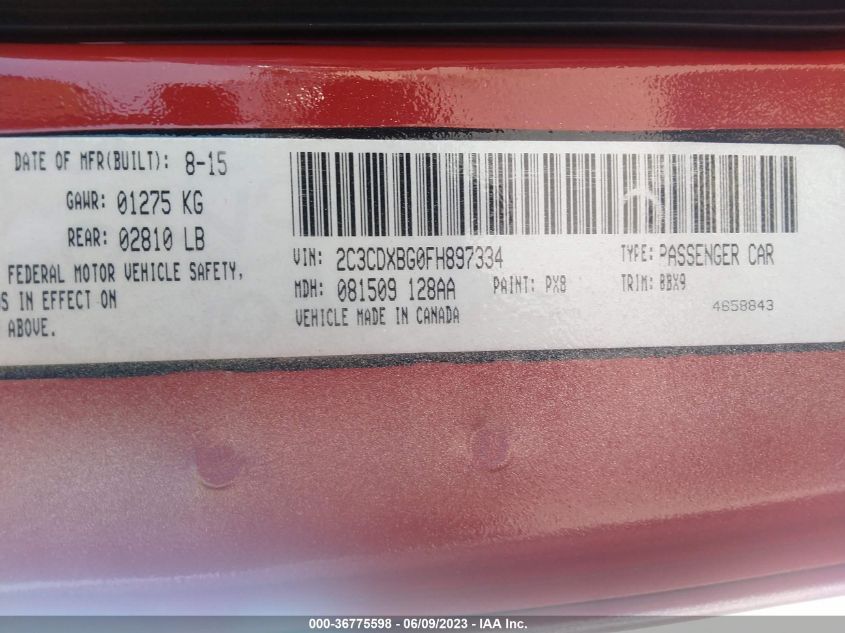 DATE OF MFR(BUILT): 8-15
GAWR: 01275 KG
REAR: 02810 LB
FEDERAL MOTOR VEHICLE SAFETY,
S IN EFFECT ON
ABOVE.
VIN: 2C3CDXBG0FH897334
TYPE: PASSENGER CAR
MDH: 081509 128AA
PAINT: PX8
TRIM: BBX9
VEHICLE MADE IN CANADA
4658843
000-36775598 - 06/09/2023 - IAA Inc.